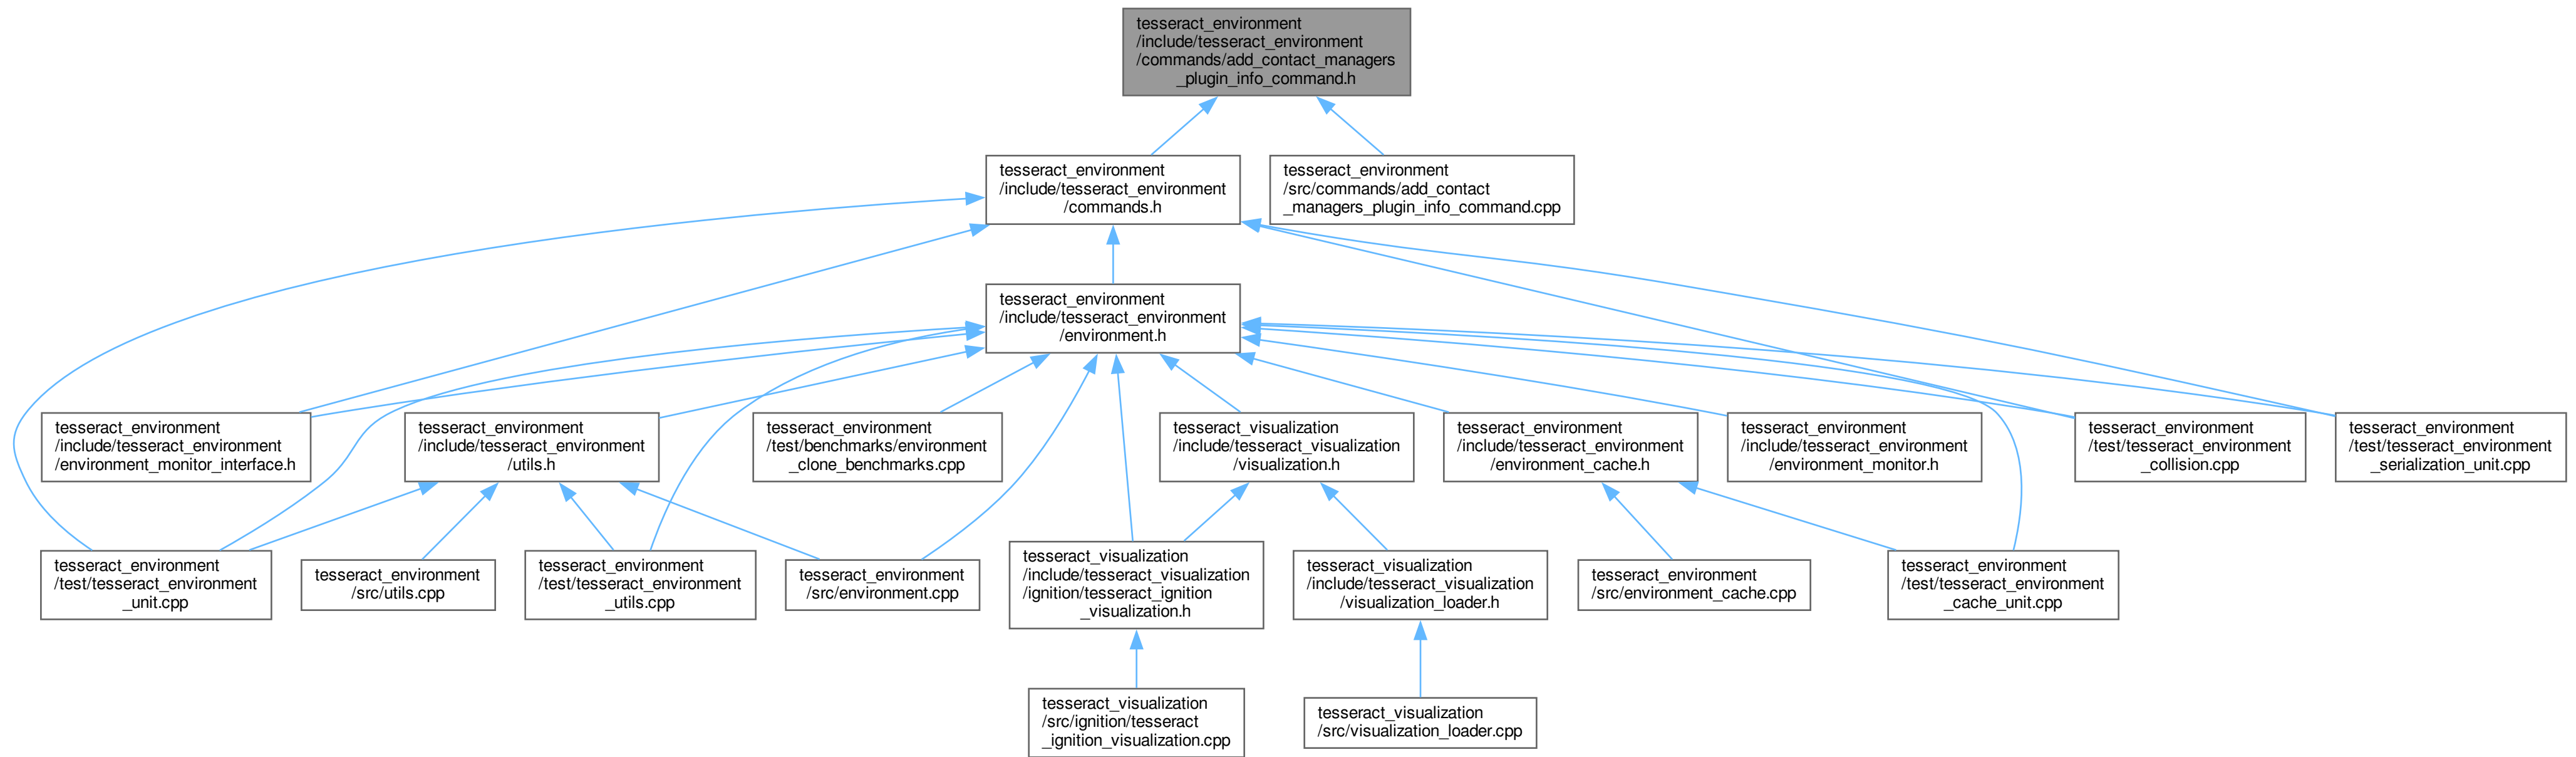 tesseract_environment
/include/tesseract_environment
/commands/add_contact_managers
_plugin_info_command.h
tesseract_environment
/include/tesseract_environment
/commands.h
tesseract_environment
/src/commands/add_contact
_managers_plugin_info_command.cpp
tesseract_environment
/include/tesseract_environment
/environment.h
tesseract_environment
/include/tesseract_environment
/environment_monitor_interface.h
tesseract_environment
/include/tesseract_environment
/utils.h
tesseract_environment
/test/benchmarks/environment
_clone_benchmarks.cpp
tesseract_visualization
/include/tesseract_visualization
/visualization.h
tesseract_environment
/include/tesseract_environment
/environment_cache.h
tesseract_environment
/include/tesseract_environment
/environment_monitor.h
tesseract_environment
/test/tesseract_environment
_collision.cpp
tesseract_environment
/test/tesseract_environment
_serialization_unit.cpp
tesseract_environment
/test/tesseract_environment
_unit.cpp
tesseract_environment
/src/utils.cpp
tesseract_environment
/test/tesseract_environment
_utils.cpp
tesseract_environment
/src/environment.cpp
tesseract_visualization
/include/tesseract_visualization
/ignition/tesseract_ignition
_visualization.h
tesseract_visualization
/include/tesseract_visualization
/visualization_loader.h
tesseract_environment
/src/environment_cache.cpp
tesseract_environment
/test/tesseract_environment
_cache_unit.cpp
tesseract_visualization
/src/ignition/tesseract
_ignition_visualization.cpp
tesseract_visualization
/src/visualization_loader.cpp